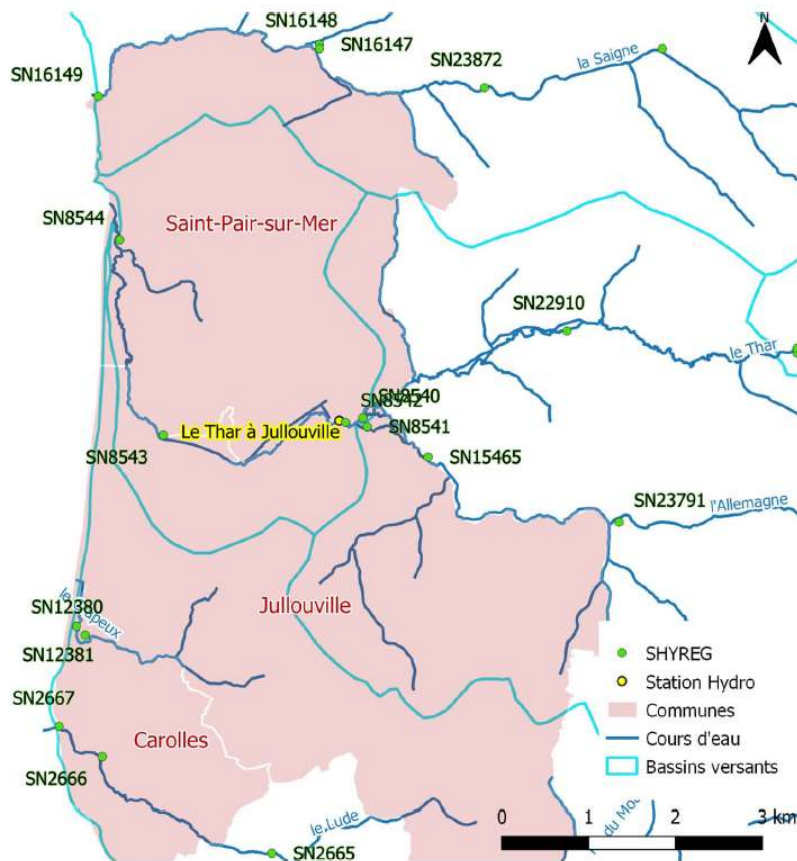 SN16148
N
SN16147
SN23872
la Saigne
SN16149
SN8544
Saint-Pair-sur-Mer
SN22910
le Thar
SN8540
SN8542
Le Thar à Jullouville
SN8541
SN8543
SN15465
SN23791
l'Allemagne
SN12380
Jullouville
SN12381
SHYREG
Station Hydro
SN2667
Communes
Carolles
Cours d'eau
Bassins versants
SN2666
0 1 2 3 km
le Lude
SN2665